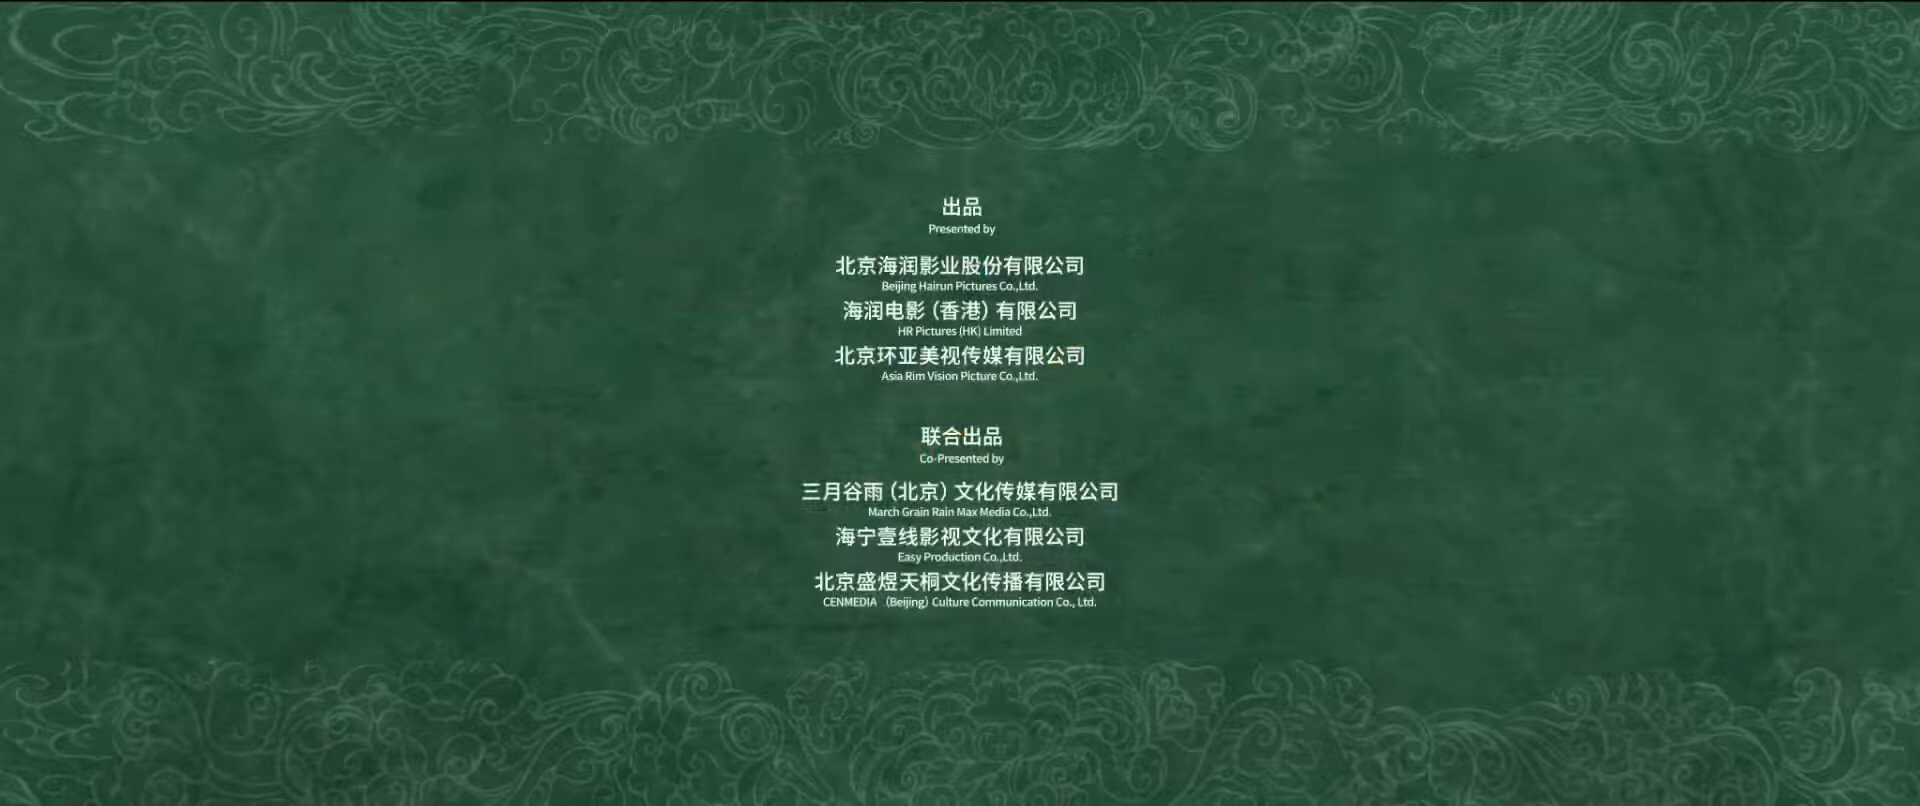 出品
Presented by
北京海润影业股份有限公司
Beijing Hairun Pictures Co.,Ltd.
海润电影（香港）有限公司
HR Pictures (HK) Limited
北京环亚美视传媒有限公司
Asia Rim Vision Picture Co.,Ltd.
联合出品
Co-Presented by
三月谷雨（北京）文化传媒有限公司
March Grain Rain Max Media Co.,Ltd.
海宁壹线影视文化有限公司
Easy Production Co.,Ltd.
北京盛煜天桐文化传播有限公司
CENMEDIA （Beijing）Culture Communication Co., Ltd.